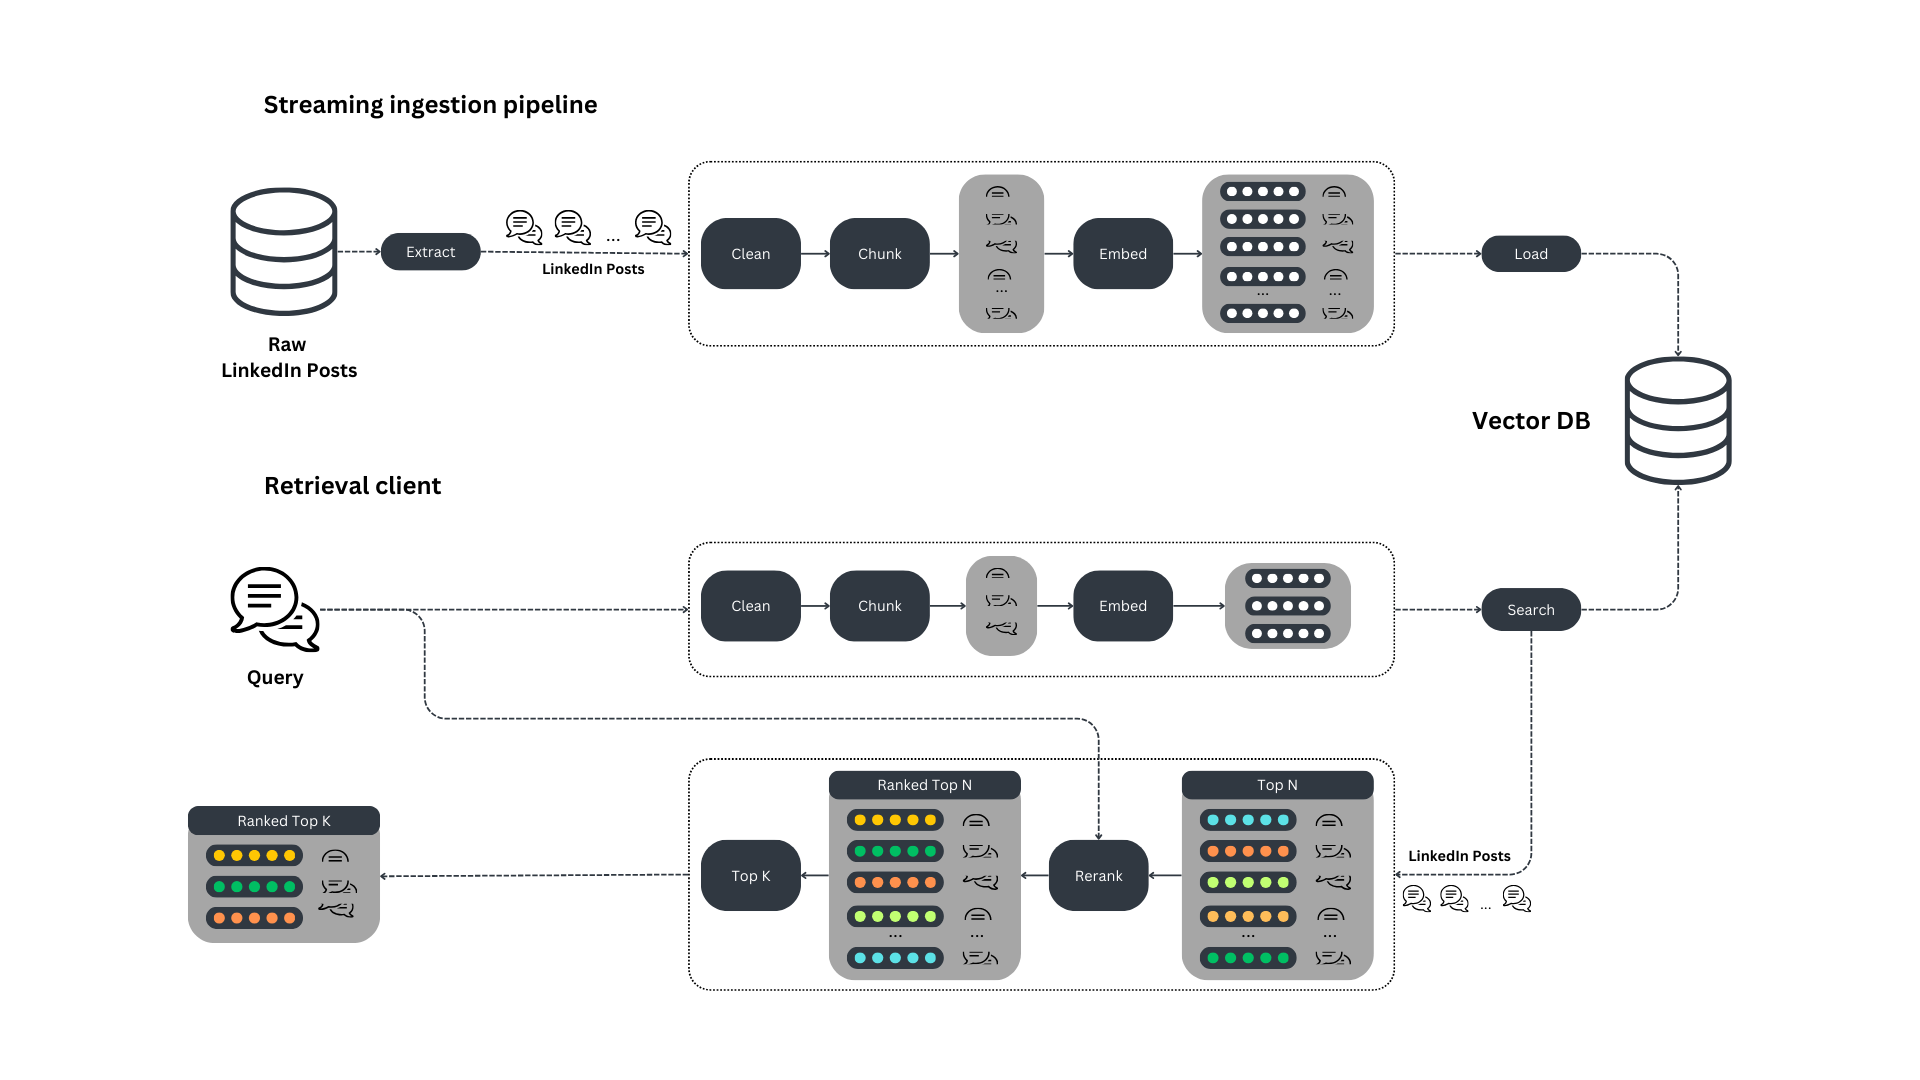 Streaming ingestion pipeline
Extract
...
LinkedIn Posts
Clean
Chunk
...
Embed
...
...
Load
Raw
LinkedIn Posts
Vector DB
Retrieval client
Query
Clean
Chunk
Embed
Search
Ranked Top K
Top K
Ranked Top N
...
...
Rerank
Top N
...
...
LinkedIn Posts
...